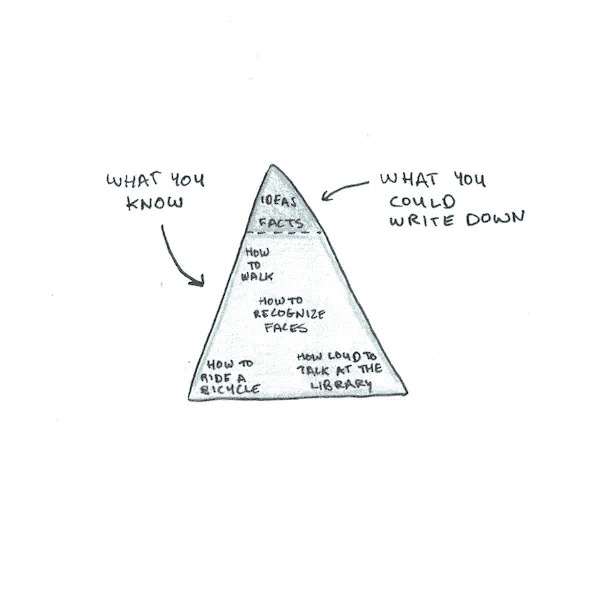 WHAT YOU
KNOW
WHAT YOU
COULD
WRITE DOWN
IDEAS
FACTS
HOW
TO
WALK
HOW TO
RECOGNIZE
FACES
HOW TO
RIDE A
BICYCLE
HOW LOUD TO
TALK AT THE
LIBRARY